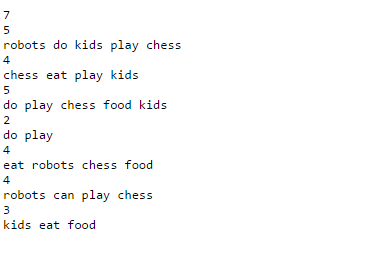 7
5
robots do kids play chess
4
chess eat play kids
5
do play chess food kids
2
do play
4
eat robots chess food
4
robots can play chess
3
kids eat food